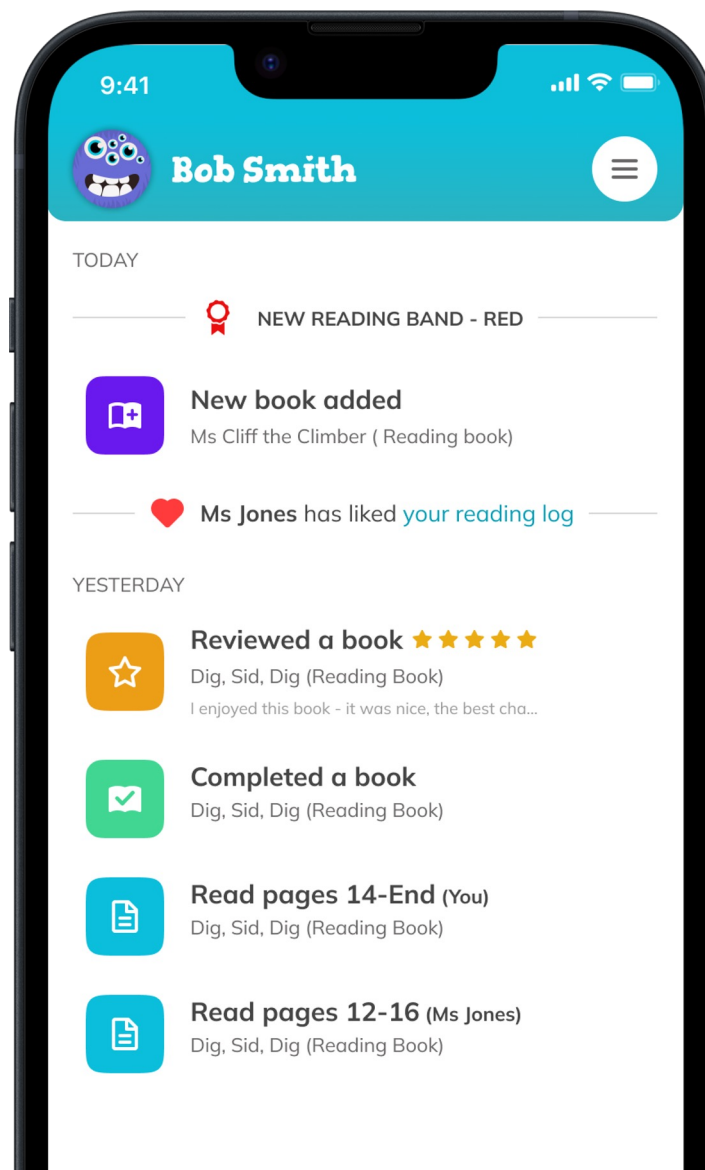 9:41
Bob Smith
TODAY
NEW READING BAND - RED
New book added
Ms Cliff the Climber ( Reading book)
Ms Jones has liked your reading log
YESTERDAY
Reviewed a book
Dig, Sid, Dig (Reading Book)
I enjoyed this book - it was nice, the best cha...
Completed a book
Dig, Sid, Dig (Reading Book)
Read pages 14-End (You)
Dig, Sid, Dig (Reading Book)
Read pages 12-16 (Ms Jones)
Dig, Sid, Dig (Reading Book)